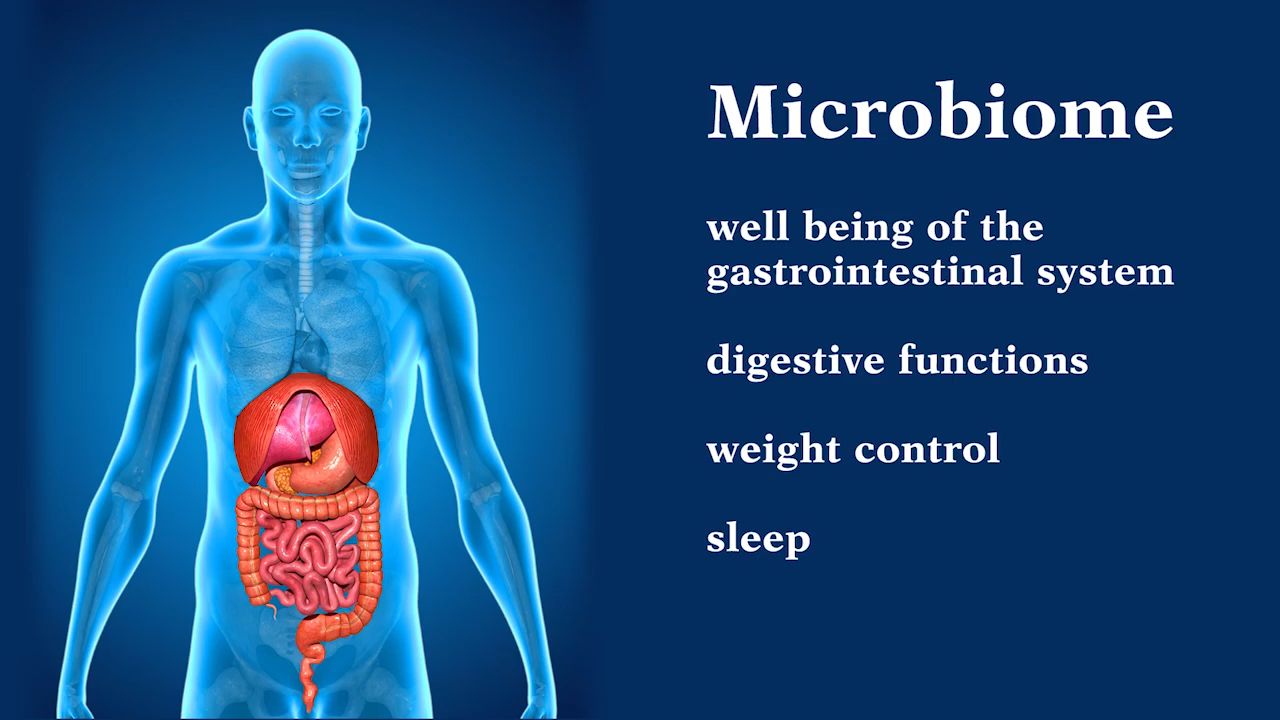 Microbiome
well being of the
gastrointestinal system
digestive functions
weight control
sleep